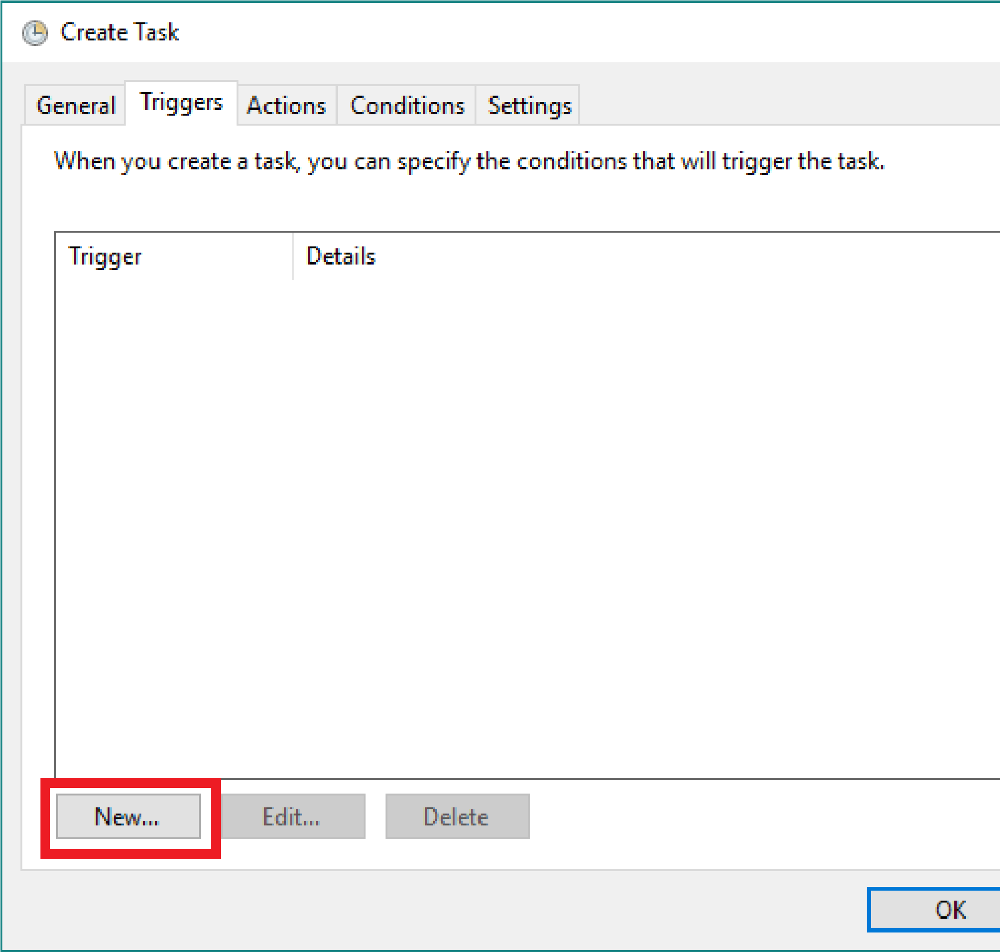 Create Task
General Triggers Actions Conditions Settings
When you create a task, you can specify the conditions that will trigger the task.
Trigger Details
New... Edit... Delete
OK